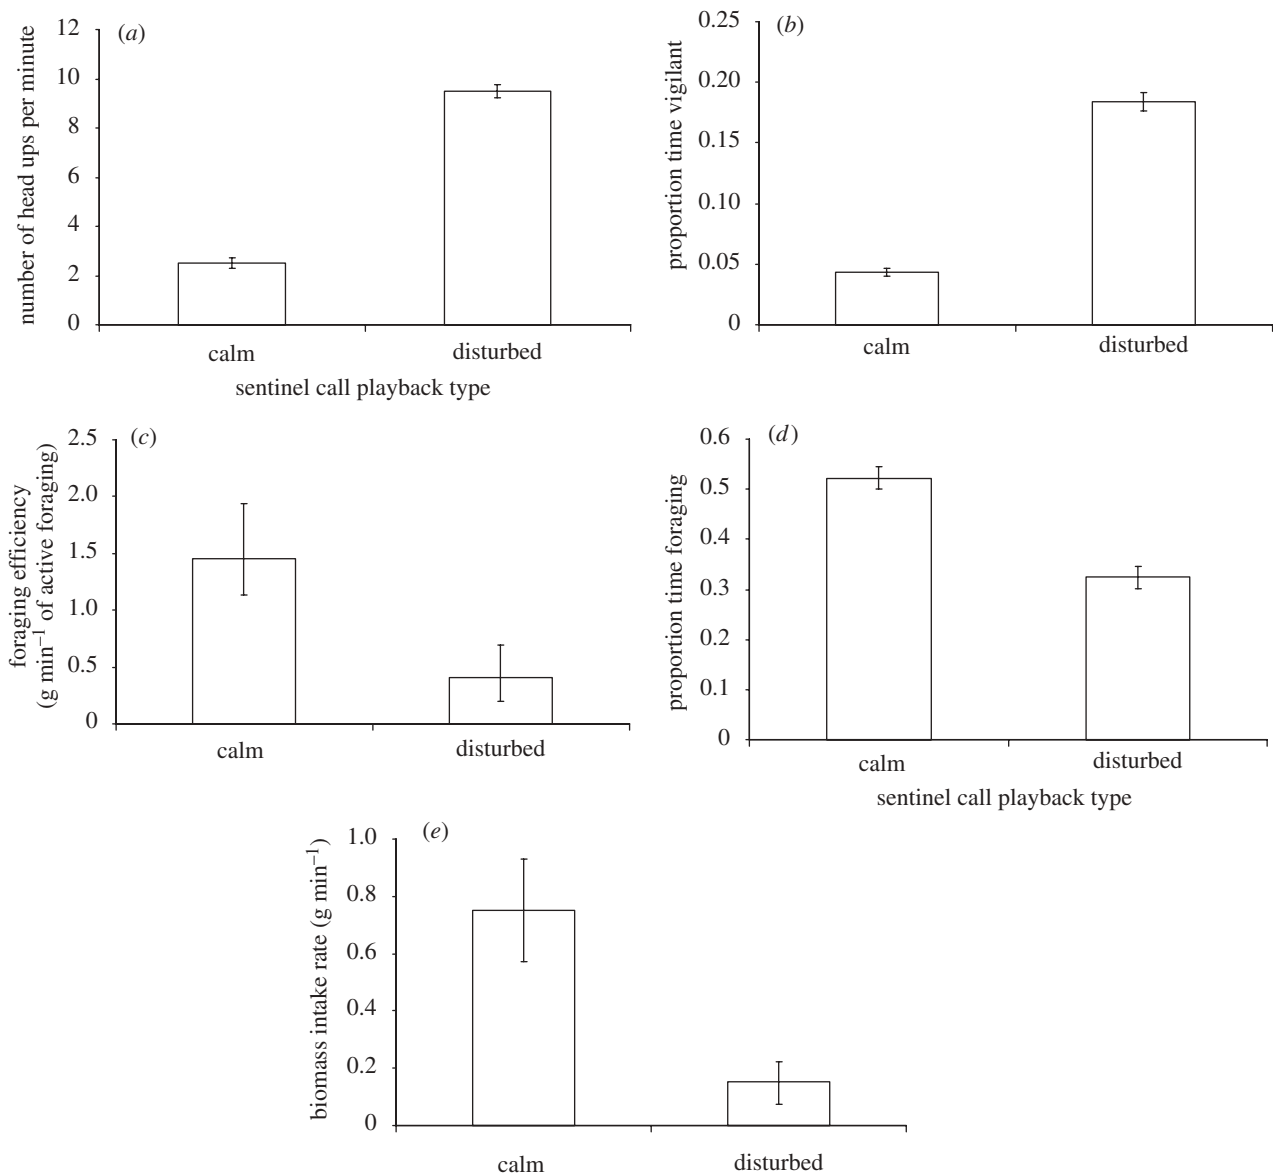 (a)
number of head ups per minute
12
10
8
6
4
2
0
calm
disturbed
sentinel call playback type
(b)
proportion time vigilant
0.25
0.20
0.15
0.10
0.05
0
calm
disturbed
(c)
foraging efficiency
(g min⁻¹ of active foraging)
2.5
2.0
1.5
1.0
0.5
0
calm
disturbed
(d)
proportion time foraging
0.6
0.5
0.4
0.3
0.2
0.1
0
calm
disturbed
sentinel call playback type
(e)
biomass intake rate (g min⁻¹)
1.0
0.8
0.6
0.4
0.2
0
calm
disturbed